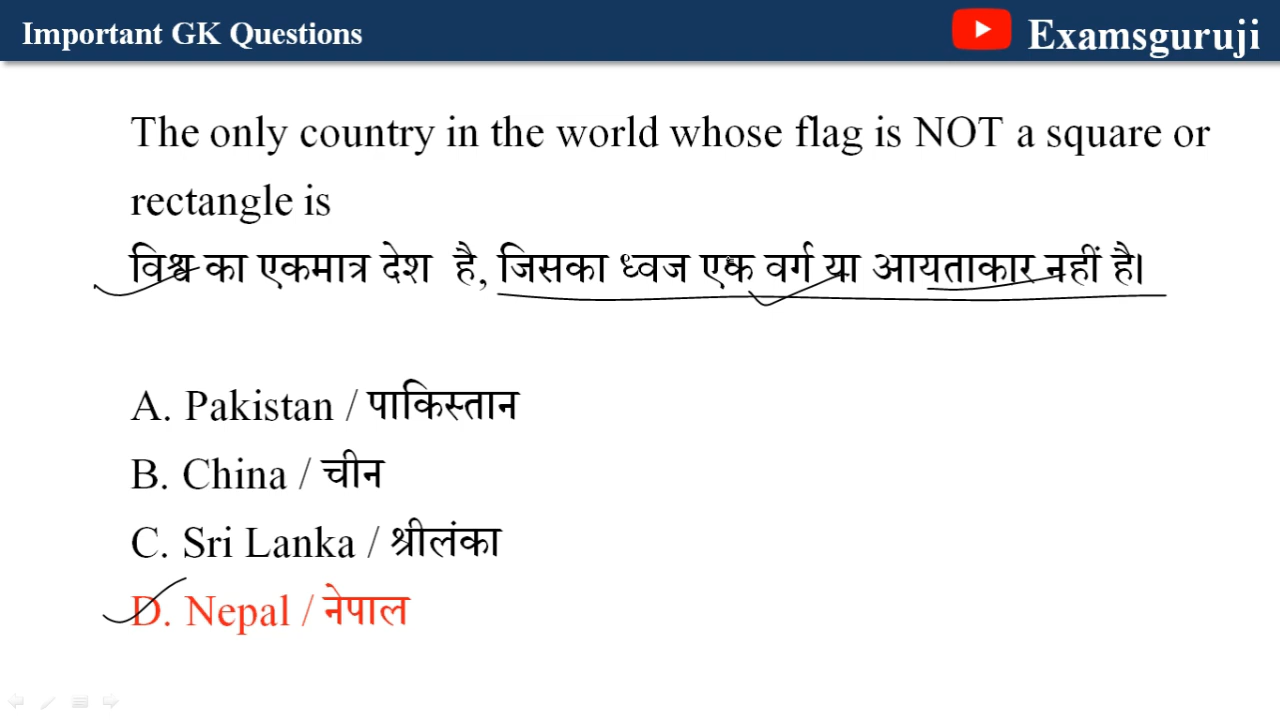 Important GK Questions
Examsguruji
The only country in the world whose flag is NOT a square or
rectangle is
विश्व का एकमात्र देश है, जिसका ध्वज एक वर्ग या आयताकार नहीं है।
A. Pakistan / पाकिस्तान
B. China / चीन
C. Sri Lanka / श्रीलंका
D. Nepal / नेपाल